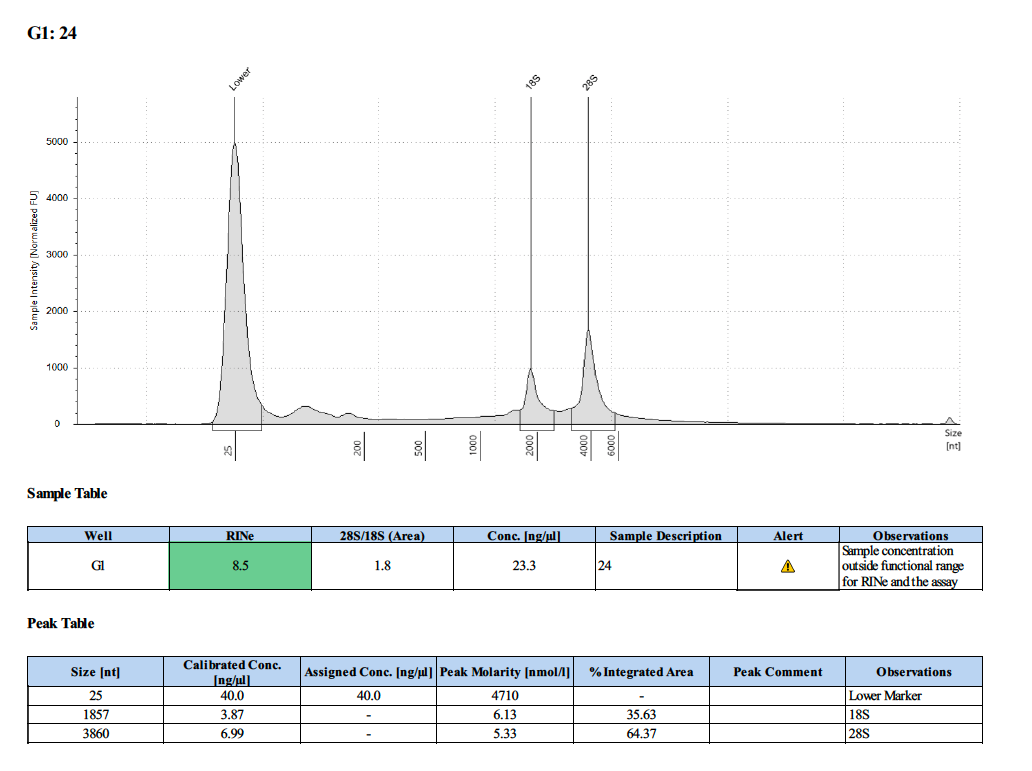 G1: 24
Lower
18S
28S
Sample Intensity [Normalized FU]
5000
4000
3000
2000
1000
0
25
200
500
1000
2000
4000
6000
Size
[nt]
Sample Table
Well RINe 28S/18S (Area) Conc. [ng/µl] Sample Description Alert Observations
G1 8.5 1.8 23.3 24 Sample concentration
outside functional range
for RINe and the assay
Peak Table
Size [nt] Calibrated Conc. [ng/µl] Assigned Conc. [ng/µl] Peak Molarity [nmol/l] % Integrated Area Peak Comment Observations
25 40.0 40.0 4710 - Lower Marker
1857 3.87 - 6.13 35.63 18S
3860 6.99 - 5.33 64.37 28S